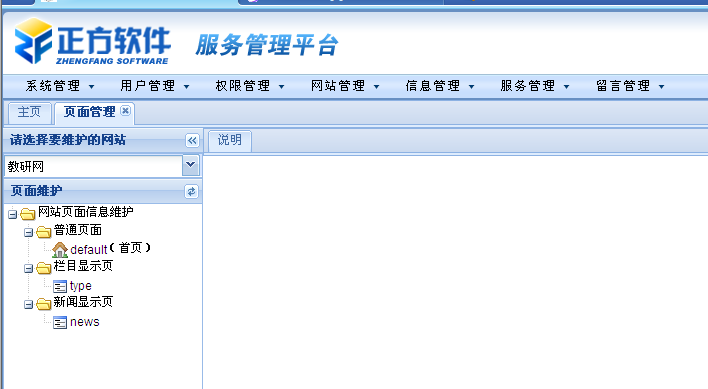 正方软件
ZHENGFANG SOFTWARE
服务管理平台
系统管理 用户管理 权限管理 网站管理 信息管理 服务管理 留言管理
主页 页面管理
请选择要维护的网站
说明
教研网
页面维护
网站页面信息维护
普通页面
default(首页)
栏目显示页
type
新闻显示页
news